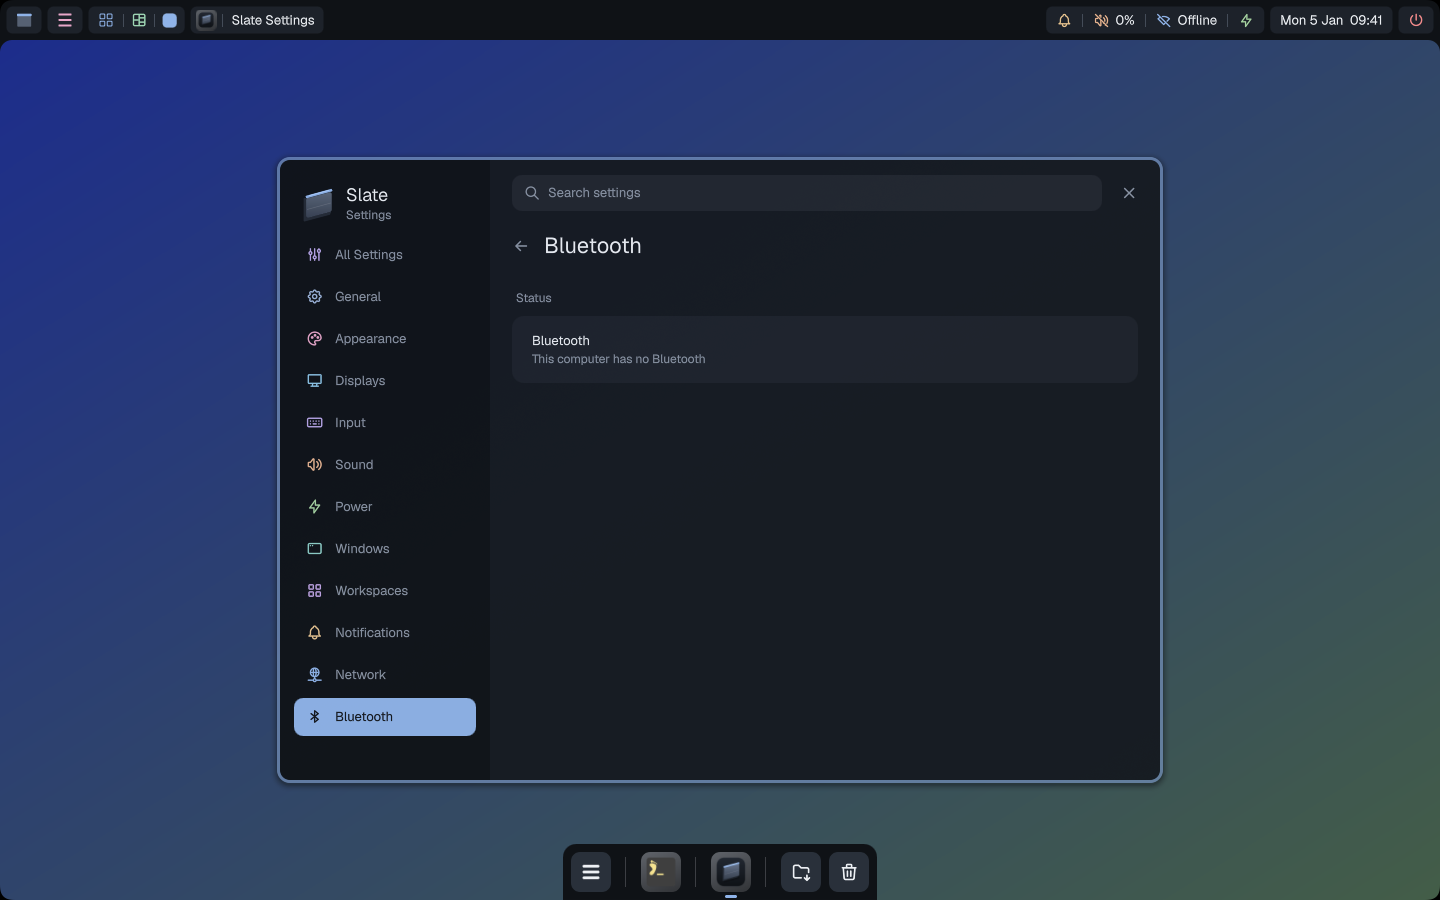 Slate Settings
0%
Offline
Mon 5 Jan 09:41
Slate
Settings
Search settings
Bluetooth
All Settings
General
Appearance
Displays
Input
Sound
Power
Windows
Workspaces
Notifications
Network
Bluetooth
Status
Bluetooth
This computer has no Bluetooth